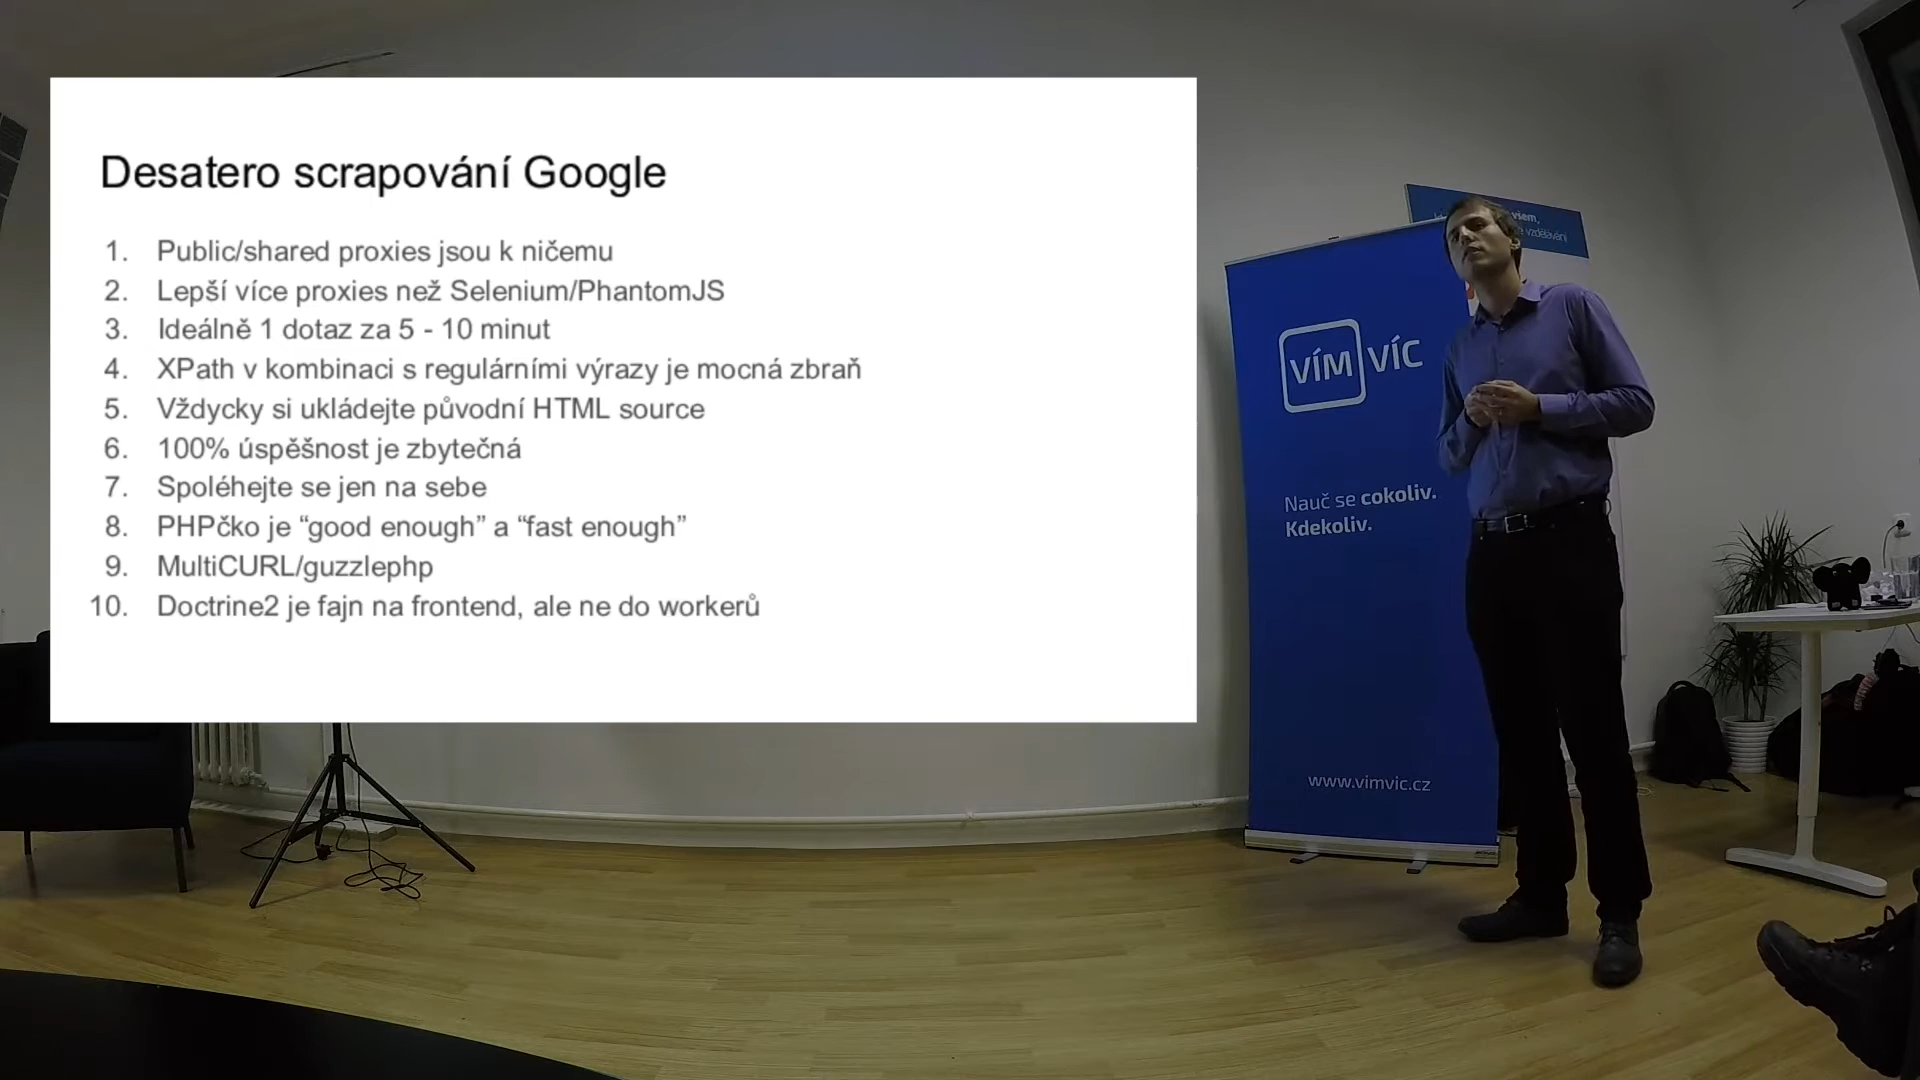 Desatero scrapování Google
1. Public/shared proxies jsou k ničemu
2. Lepší více proxies než Selenium/PhantomJS
3. Ideálně 1 dotaz za 5 - 10 minut
4. XPath v kombinaci s regulárními výrazy je mocná zbraň
5. Vždycky si ukládejte původní HTML source
6. 100% úspěšnost je zbytečná
7. Spoléhejte se jen na sebe
8. PHPčko je “good enough” a “fast enough”
9. MultiCURL/guzzlephp
10. Doctrine2 je fajn na frontend, ale ne do workerů
všem,
vzdělávání
VÍM VÍC
Nauč se cokoliv.
Kdekoliv.
www.vimvic.cz